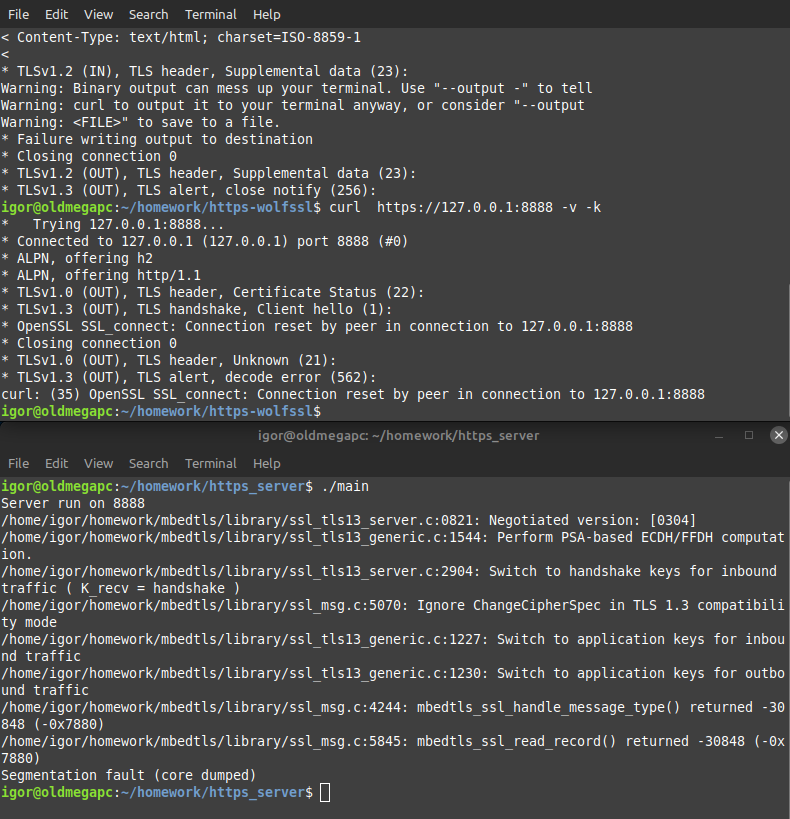 File Edit View Search Terminal Help
< Content-Type: text/html; charset=ISO-8859-1
<
* TLSv1.2 (IN), TLS header, Supplemental data (23):
Warning: Binary output can mess up your terminal. Use "--output -" to tell
Warning: curl to output it to your terminal anyway, or consider "--output
Warning: <FILE>" to save to a file.
* Failure writing output to destination
* Closing connection 0
* TLSv1.2 (OUT), TLS header, Supplemental data (23):
* TLSv1.3 (OUT), TLS alert, close notify (256):
igor@oldmegapc:~/homework/https-wolfssl$ curl  https://127.0.0.1:8888 -v -k
*   Trying 127.0.0.1:8888...
* Connected to 127.0.0.1 (127.0.0.1) port 8888 (#0)
* ALPN, offering h2
* ALPN, offering http/1.1
* TLSv1.0 (OUT), TLS header, Certificate Status (22):
* TLSv1.3 (OUT), TLS handshake, Client hello (1):
* OpenSSL SSL_connect: Connection reset by peer in connection to 127.0.0.1:8888
* Closing connection 0
* TLSv1.0 (OUT), TLS header, Unknown (21):
* TLSv1.3 (OUT), TLS alert, decode error (562):
curl: (35) OpenSSL SSL_connect: Connection reset by peer in connection to 127.0.0.1:8888
igor@oldmegapc:~/homework/https-wolfssl$
igor@oldmegapc: ~/homework/https_server
File Edit View Search Terminal Help
igor@oldmegapc:~/homework/https_server$ ./main
Server run on 8888
/home/igor/homework/mbedtls/library/ssl_tls13_server.c:0821: Negotiated version: [0304]
/home/igor/homework/mbedtls/library/ssl_tls13_generic.c:1544: Perform PSA-based ECDH/FFDH computat
ion.
/home/igor/homework/mbedtls/library/ssl_tls13_server.c:2904: Switch to handshake keys for inbound
traffic ( K_recv = handshake )
/home/igor/homework/mbedtls/library/ssl_msg.c:5070: Ignore ChangeCipherSpec in TLS 1.3 compatibili
ty mode
/home/igor/homework/mbedtls/library/ssl_tls13_generic.c:1227: Switch to application keys for inbou
nd traffic
/home/igor/homework/mbedtls/library/ssl_tls13_generic.c:1230: Switch to application keys for outbo
und traffic
/home/igor/homework/mbedtls/library/ssl_msg.c:4244: mbedtls_ssl_handle_message_type() returned -30
848 (-0x7880)
/home/igor/homework/mbedtls/library/ssl_msg.c:5845: mbedtls_ssl_read_record() returned -30848 (-0x
7880)
Segmentation fault (core dumped)
igor@oldmegapc:~/homework/https_server$